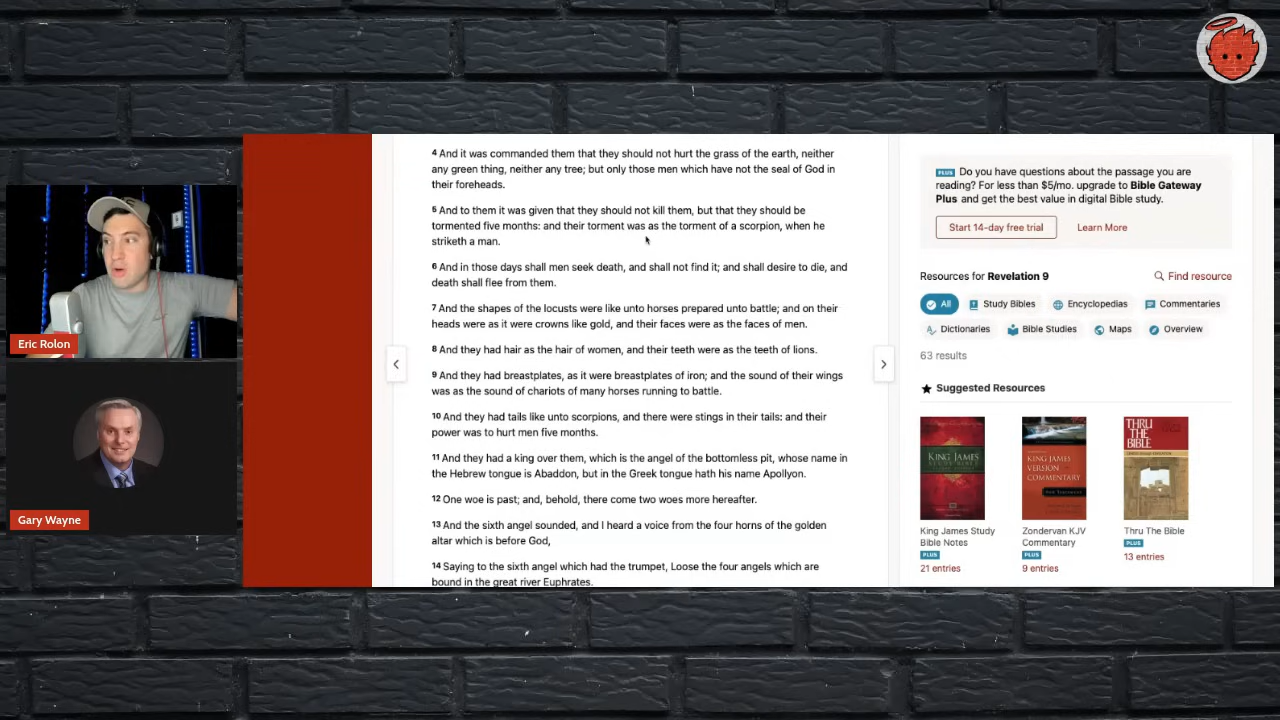 Eric Rolon
Gary Wayne
4 And it was commanded them that they should not hurt the grass of the earth, neither
any green thing, neither any tree; but only those men which have not the seal of God in
their foreheads.
5 And to them it was given that they should not kill them, but that they should be
tormented five months: and their torment was as the torment of a scorpion, when he
striketh a man.
6 And in those days shall men seek death, and shall not find it; and shall desire to die, and
death shall flee from them.
7 And the shapes of the locusts were like unto horses prepared unto battle; and on their
heads were as it were crowns like gold, and their faces were as the faces of men.
8 And they had hair as the hair of women, and their teeth were as the teeth of lions.
9 And they had breastplates, as it were breastplates of iron; and the sound of their wings
was as the sound of chariots of many horses running to battle.
10 And they had tails like unto scorpions, and there were stings in their tails: and their
power was to hurt men five months.
11 And they had a king over them, which is the angel of the bottomless pit, whose name in
the Hebrew tongue is Abaddon, but in the Greek tongue hath his name Apollyon.
12 One woe is past; and, behold, there come two woes more hereafter.
13 And the sixth angel sounded, and I heard a voice from the four horns of the golden
altar which is before God,
14 Saying to the sixth angel which had the trumpet, Loose the four angels which are
bound in the great river Euphrates.
PLUS Do you have questions about the passage you are
reading? For less than $5/mo. upgrade to Bible Gateway
Plus and get the best value in digital Bible study.
Start 14-day free trial Learn More
Resources for Revelation 9 Find resource
All Study Bibles Encyclopedias Commentaries
Dictionaries Bible Studies Maps Overview
63 results
Suggested Resources
KING JAMES
STUDY BIBLE
KING JAMES
VERSION
COMMENTARY
THRU
THE
BIBLE
King James Study
Bible Notes
PLUS
21 entries
Zondervan KJV
Commentary
PLUS
9 entries
Thru The Bible
PLUS
13 entries